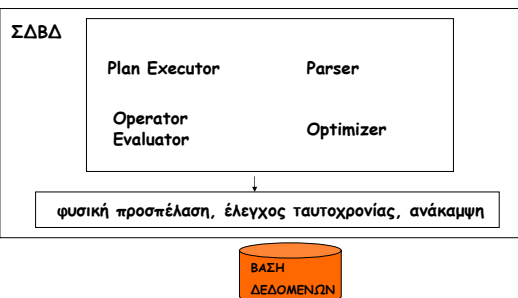 ΣΔΒΔ
Plan Executor
Parser
Operator
Evaluator
Optimizer
φυσική προσπέλαση, έλεγχος ταυτοχρονίας, ανάκαμψη
ΒΑΣΗ
ΔΕΔΟΜΕΝΩΝ